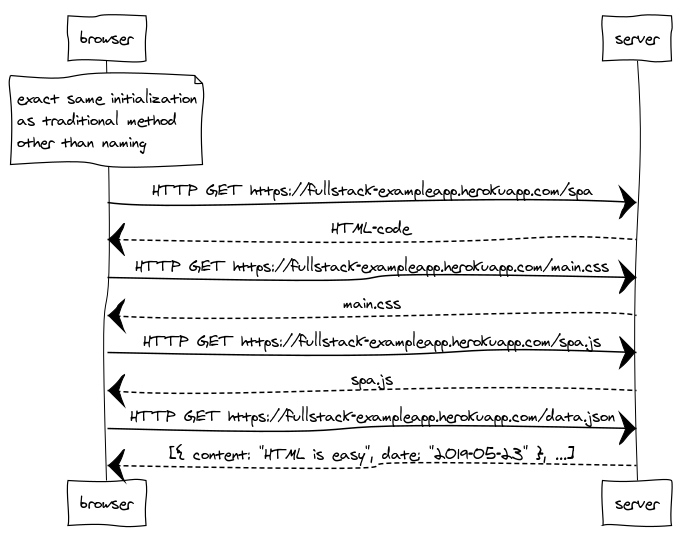 browser
server
exact same initialization
as traditional method
other than naming
HTTP GET https://fullstack-exampleapp.herokuapp.com/spa
HTML-code
HTTP GET https://fullstack-exampleapp.herokuapp.com/main.css
main.css
HTTP GET https://fullstack-exampleapp.herokuapp.com/spa.js
spa.js
HTTP GET https://fullstack-exampleapp.herokuapp.com/data.json
[{ content: "HTML is easy", date: "2019-05-23" }, ...]
browser
server